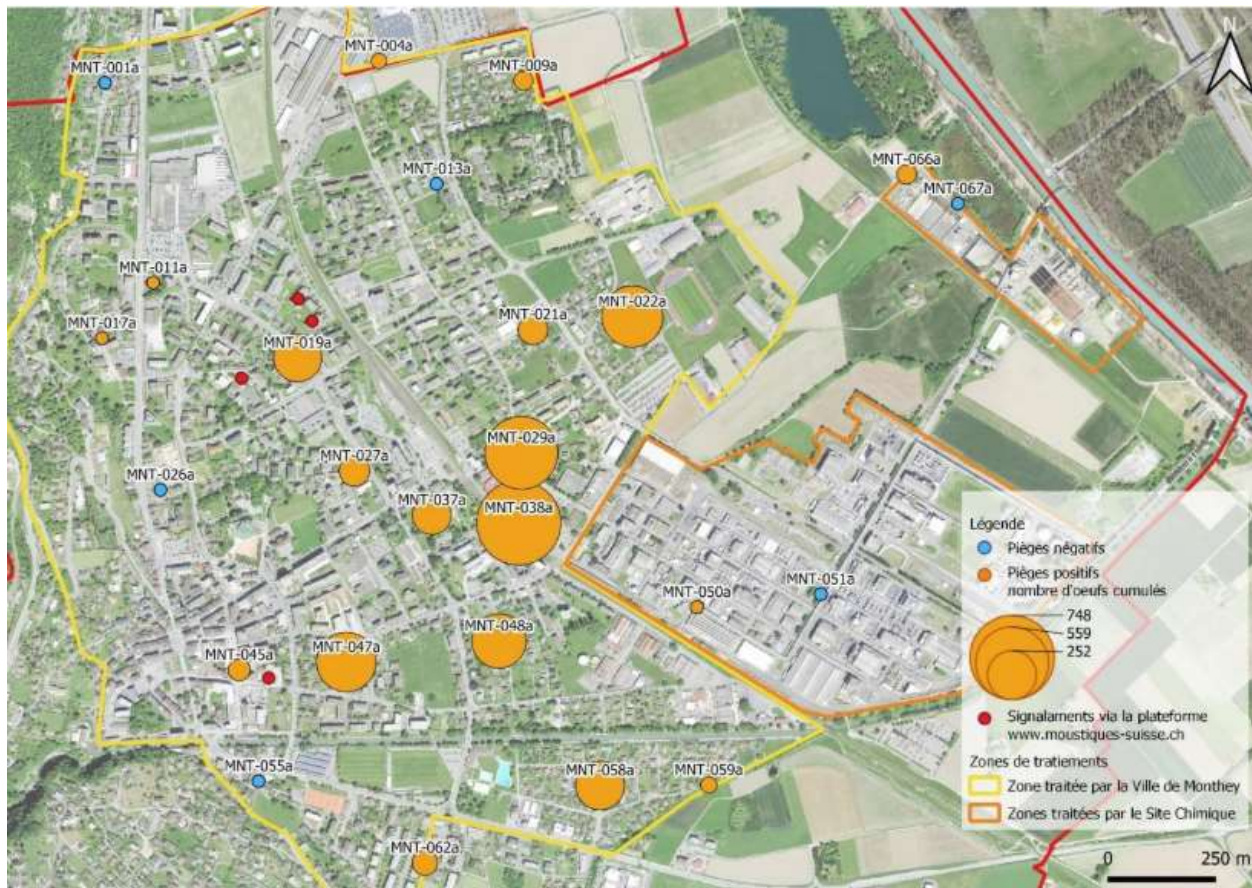 N
MNT-004a
MNT-001a
MNT-009a
MNT-013a
MNT-066a
MNT-067a
MNT-011a
MNT-022a
MNT-021a
MNT-017a
MNT-019a
MNT-029a
MNT-027a
MNT-026a
MNT-037a
MNT-038a
MNT-051a
MNT-050a
MNT-048a
MNT-047a
MNT-045a
MNT-055a
MNT-058a
MNT-059a
MNT-062a
Légende
Pièges négatifs
Pièges positifs
nombre d'oeufs cumulés
748
559
252
Signalaments via la plateforme
www.moustiques-suisse.ch
Zones de tratiements
Zone traitée par la Ville de Monthey
Zones traitées par le Site Chimique
0 250 m